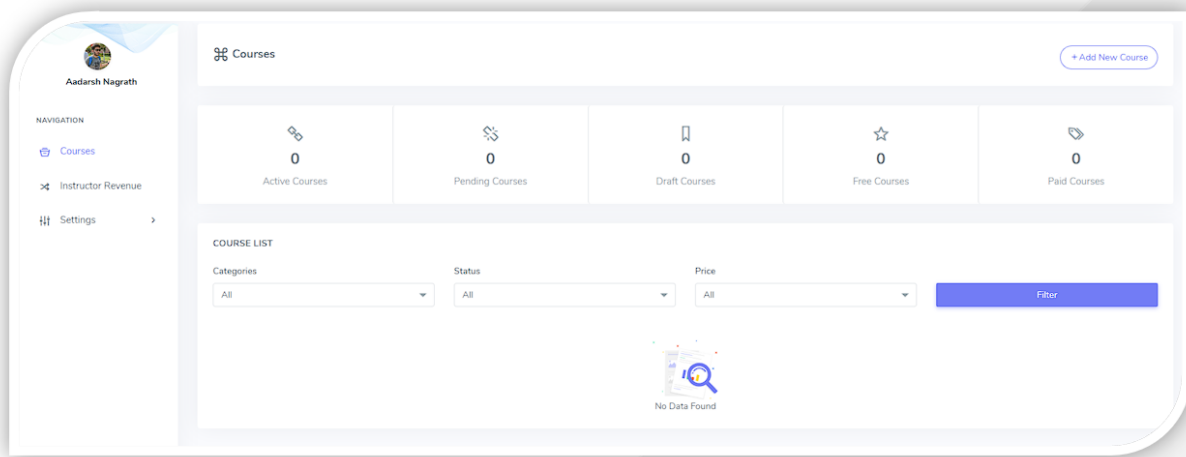 Aadarsh Nagrath
NAVIGATION
Courses
Instructor Revenue
Settings
Courses
+ Add New Course
0
Active Courses
0
Pending Courses
0
Draft Courses
0
Free Courses
0
Paid Courses
COURSE LIST
Categories
All
Status
All
Price
All
Filter
No Data Found